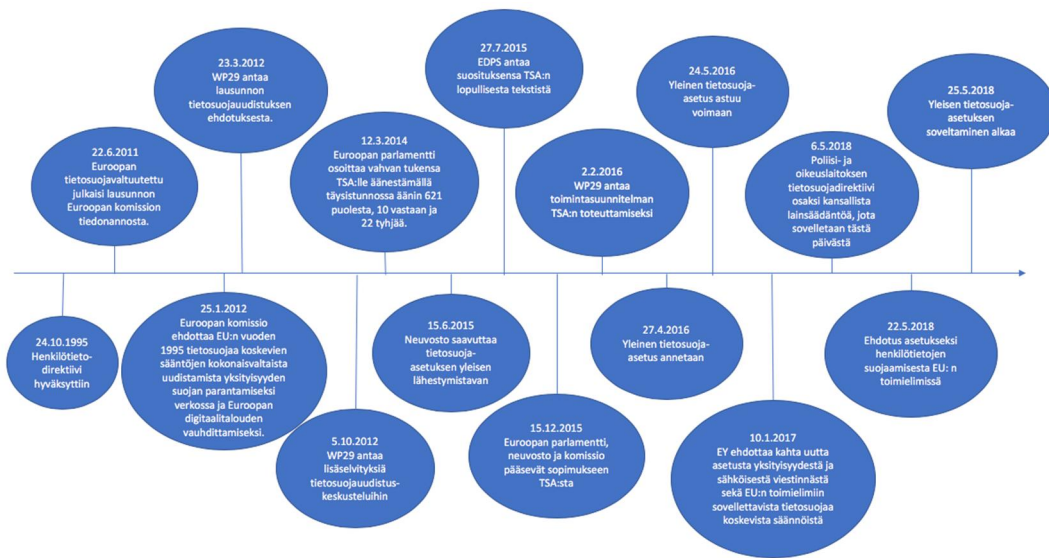 24.10.1995
Henkilötieto-
direktiivi
hyväksyttiin
22.6.2011
Euroopan
tietosuojavaltuutettu
julkaisi lausunnon
Euroopan komission
tiedonannosta.
25.1.2012
Euroopan komissio
ehdottaa EU:n vuoden
1995 tietosuojaa koskevien
sääntöjen kokonaisvaltaista
uudistamista yksityisyyden
suojan parantamiseksi
verkossa ja Euroopan
digitaalitalouden
vauhdittamiseksi.
23.3.2012
WP29 antaa
lausunnon
tietosuojauudistuksen
ehdotuksesta.
5.10.2012
WP29 antaa
lisäselvityksiä
tietosuojauudistus-
keskusteluihin
12.3.2014
Euroopan parlamentti
osoittaa vahvan tukensa
TSA:lle äänestämällä
täysistunnossa äänin 621
puolesta, 10 vastaan ja
22 tyhjää.
15.6.2015
Neuvosto saavuttaa
tietosuoja-
asetuksen yleisen
lähestymistavan
27.7.2015
EDPS antaa
suosituksensa TSA:n
lopullisesta tekstistä
15.12.2015
Euroopan parlamentti,
neuvosto ja komissio
pääsevät sopimukseen
TSA:sta
2.2.2016
WP29 antaa
toimintasuunnitelman
TSA:n toteuttamiseksi
27.4.2016
Yleinen tietosuoja-
asetus annetaan
24.5.2016
Yleinen tietosuoja-
asetus astuu
voimaan
10.1.2017
EY ehdottaa kahta uutta
asetusta yksityisyydestä ja
sähköisestä viestinnästä
sekä EU:n toimielimiin
sovellettavista tietosuojaa
koskevista säännöistä
6.5.2018
Poliisi- ja
oikeuslaitoksen
tietosuojadirektiivi
osaksi kansallista
lainsäädäntöä, jota
sovelletaan tästä
päivästä
22.5.2018
Ehdotus asetukseksi
henkilötietojen
suojaamisesta EU: n
toimielimissä
25.5.2018
Yleisen tietosuoja-
asetuksen
soveltaminen alkaa